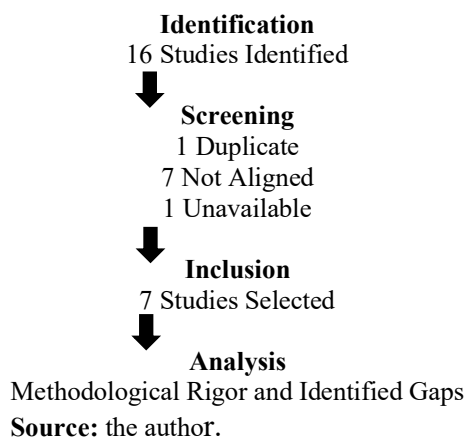 Identification
16 Studies Identified
Screening
1 Duplicate
7 Not Aligned
1 Unavailable
Inclusion
7 Studies Selected
Analysis
Methodological Rigor and Identified Gaps
Source: the author.